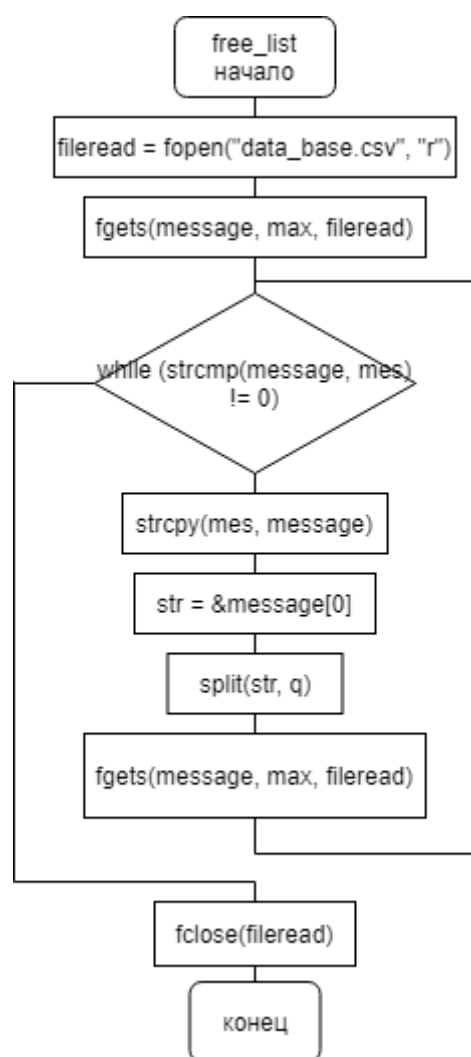 free_list
начало
fileread = fopen("data_base.csv", "r")
fgets(message, max, fileread)
while (strcmp(message, mes)
!= 0)
strcpy(mes, message)
str = &message[0]
split(str, q)
fgets(message, max, fileread)
fclose(fileread)
конец